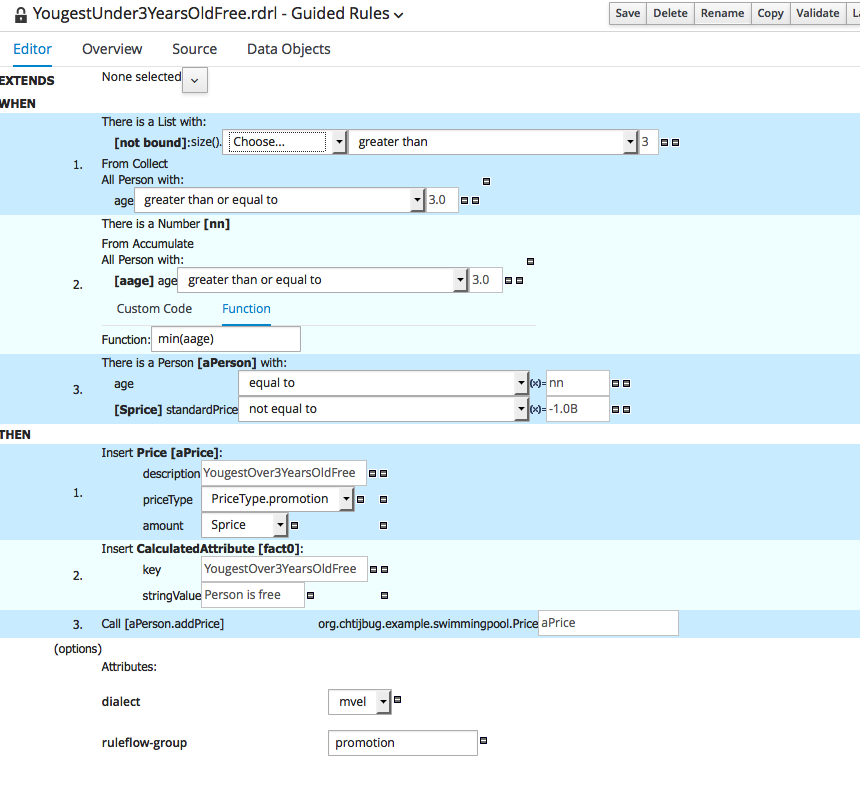 YougestUnder3YearsOldFree.rdrl - Guided Rules
Save Delete Rename Copy Validate
Editor Overview Source Data Objects
EXTENDS None selected
WHEN
There is a List with:
[not bound]:size(). Choose... greater than 3
1. From Collect
All Person with:
age greater than or equal to 3.0
There is a Number [nn]
From Accumulate
All Person with:
2. [aage] age greater than or equal to 3.0
Custom Code Function
Function: min(aage)
There is a Person [aPerson] with:
3. age equal to (x)= nn
[Sprice] standardPrice not equal to (x)= -1.0B
THEN
Insert Price [aPrice]:
description YougestOver3YearsOldFree
1. priceType PriceType.promotion
amount Sprice
Insert CalculatedAttribute [fact0]:
2. key YougestOver3YearsOldFree
stringValue Person is free
3. Call [aPerson.addPrice] org.chtijbug.example.swimmingpool.Price aPrice
(options)
Attributes:
dialect mvel
ruleflow-group promotion